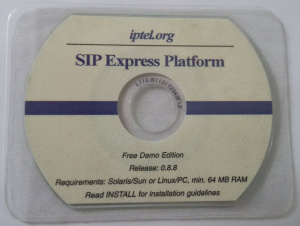 iptel.org
SIP Express Platform
Free Demo Edition
Release: 0.8.8
Requirements: Solaris/Sun or Linux/PC, min. 64 MB RAM
Read INSTALL for installation guidelines